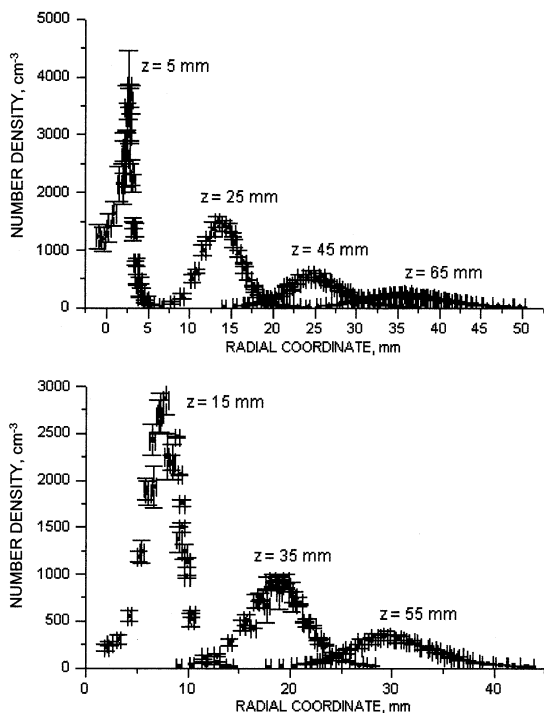 5000
4000
3000
2000
1000
0
NUMBER DENSITY, cm-3
z = 5 mm
z = 25 mm
z = 45 mm
z = 65 mm
0 5 10 15 20 25 30 35 40 45 50
RADIAL COORDINATE, mm
3000
2500
2000
1500
1000
500
0
NUMBER DENSITY, cm-3
z = 15 mm
z = 35 mm
z = 55 mm
0 10 20 30 40
RADIAL COORDINATE, mm